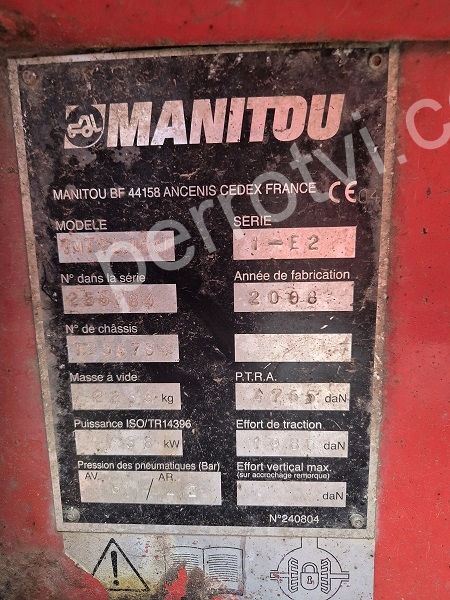 MANITOU
MANITOU BF 44158 ANCENIS CEDEX FRANCE CE
MODELE SERIE
1-E2
N° dans la série Année de fabrication
2008
N° de châssis
Masse à vide P.T.R.A.
kg daN
Puissance ISO/TR14396 Effort de traction
kW daN
Pression des pneumatiques (Bar) Effort vertical max.
(sur accrochage remorque)
AV. / AR. daN
N°240804
perrotvi.c